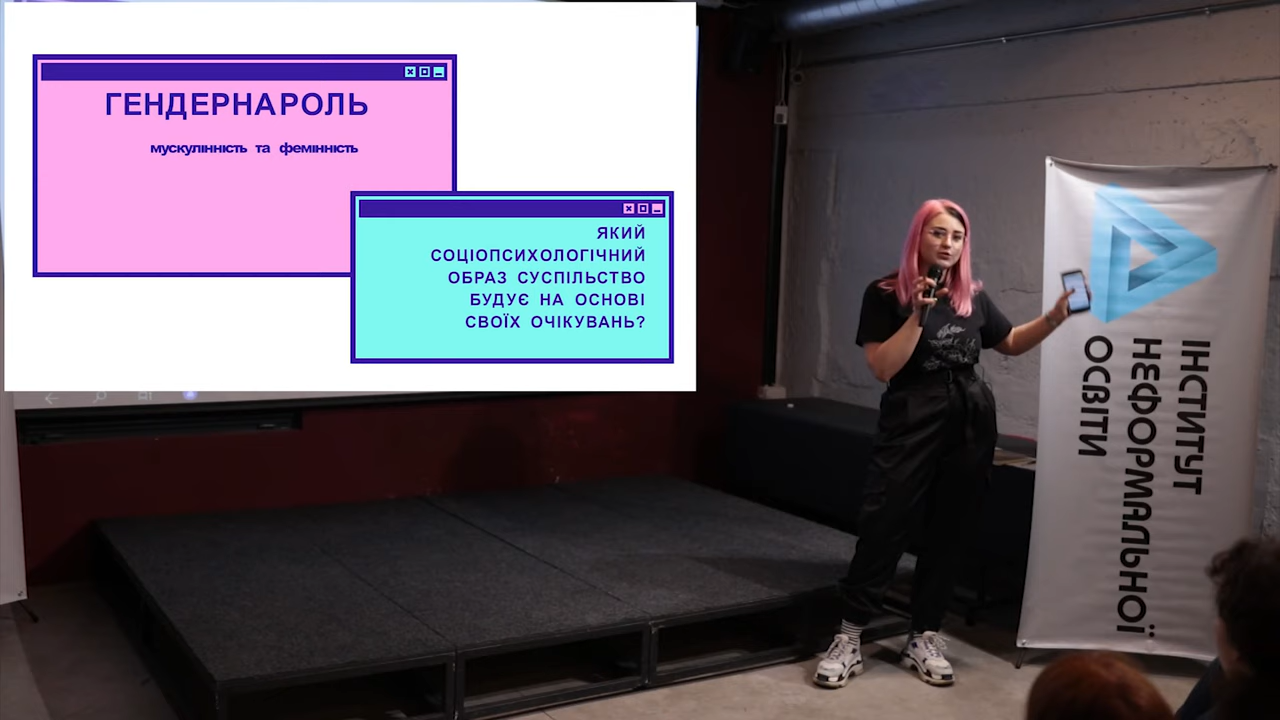 ГЕНДЕРНАРОЛЬ
мускулінність та фемінність
ЯКИЙ
СОЦІОПСИХОЛОГІЧНИЙ
ОБРАЗ СУСПІЛЬСТВО
БУДУЄ НА ОСНОВІ
СВОЇХ ОЧІКУВАНЬ?
ІНСТИТУТ
НЕФОРМАЛЬНОЇ
ОСВІТИ